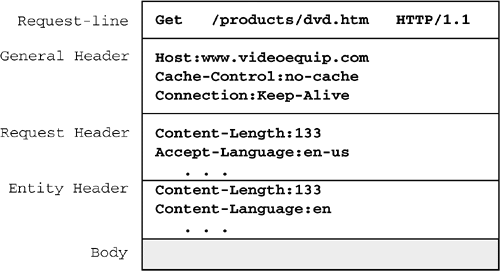 Request-line Get /products/dvd.htm HTTP/1.1
General Header Host:www.videoequip.com
Cache-Control:no-cache
Connection:Keep-Alive
Request Header Content-Length:133
Accept-Language:en-us
. . .
Entity Header Content-Length:133
Content-Language:en
. . .
Body